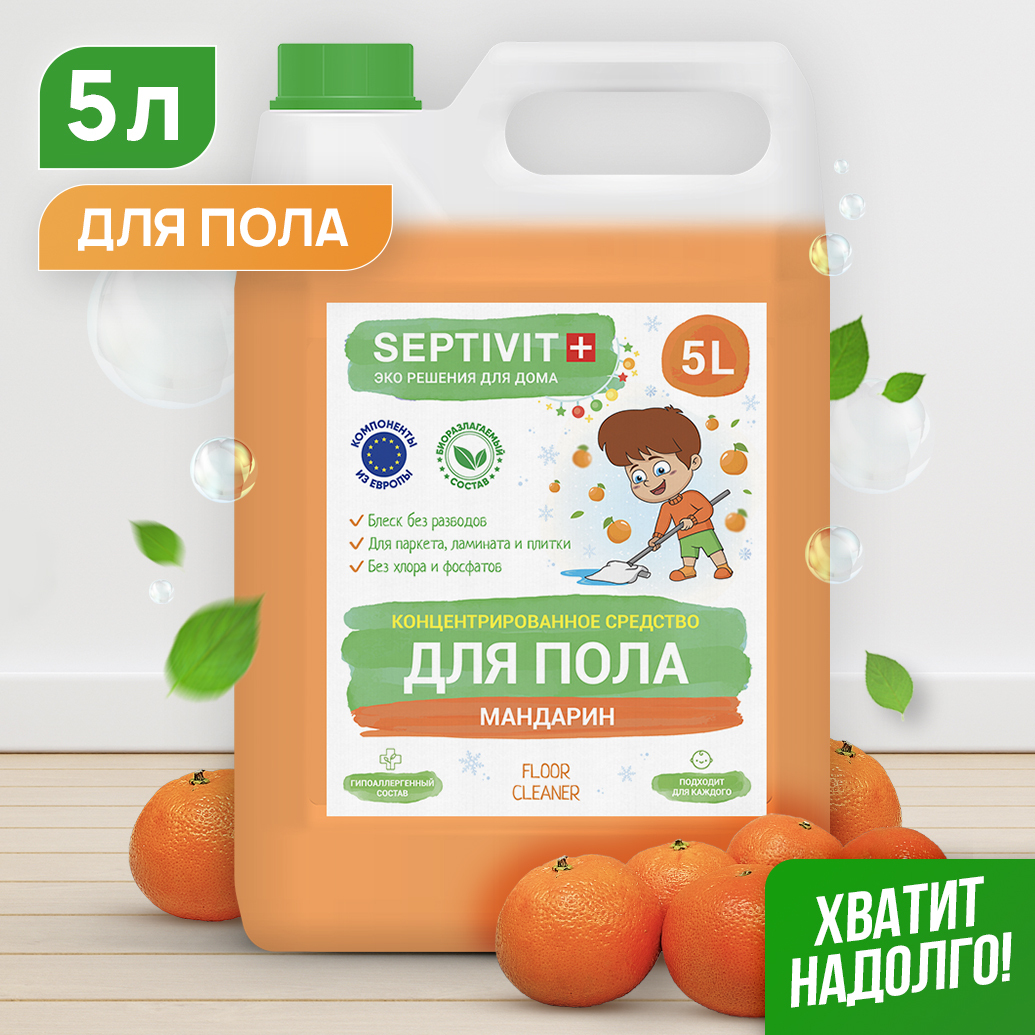 5 л
ДЛЯ ПОЛА
SEPTIVIT +
ЭКО РЕШЕНИЯ ДЛЯ ДОМА
5L
КОМПОНЕНТЫ
ИЗ ЕВРОПЫ
БИОРАЗЛАГАЕМЫЙ
СОСТАВ
Блеск без разводов
Для паркета, ламината и плитки
Без хлора и фосфатов
КОНЦЕНТРИРОВАННОЕ СРЕДСТВО
ДЛЯ ПОЛА
МАНДАРИН
ГИПОАЛЛЕРГЕННЫЙ
СОСТАВ
FLOOR
CLEANER
ПОДХОДИТ
ДЛЯ КАЖДОГО
ХВАТИТ
НАДОЛГО!